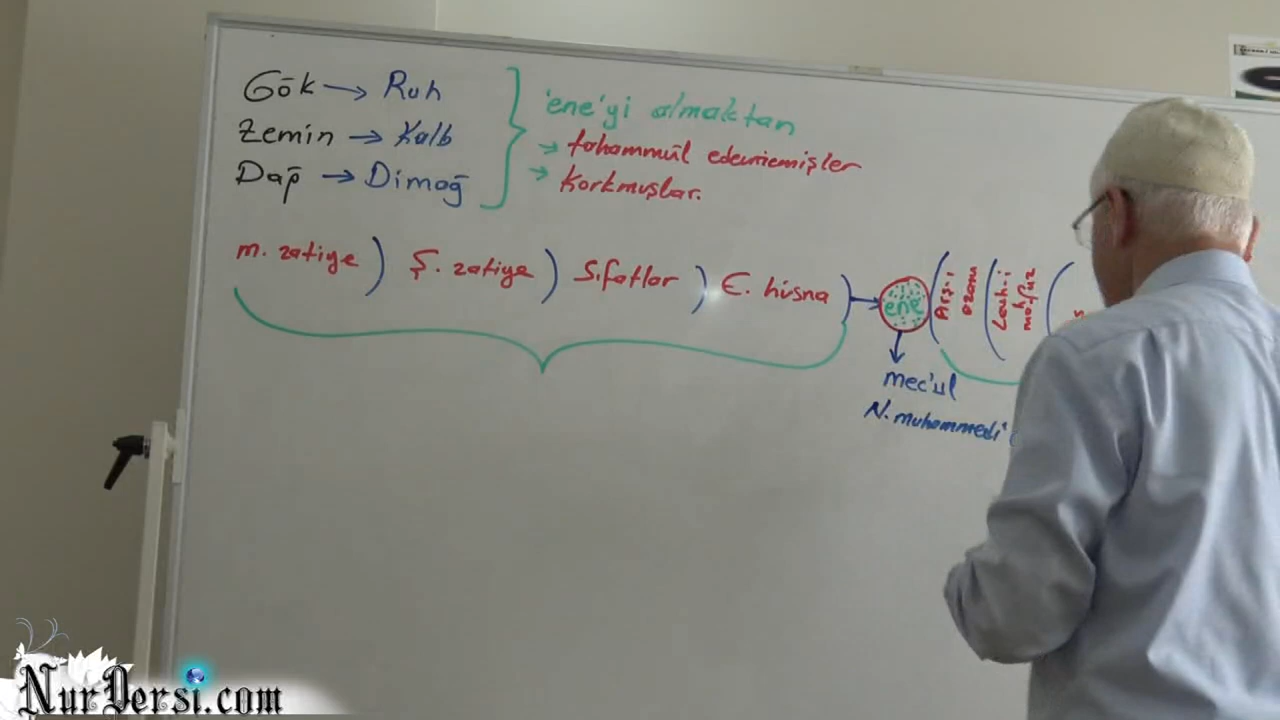 Gök → Ruh
Zemin → Kalb
Dağ → Dimağ
'ene'yi almaktan
→ tahammül edememişler
→ Korkmuşlar.
m. zatiye ) Ş. zatiye ) Sıfatlar ) E. hüsna ) → ene ( Arş-ı azam ( Levh-i mahfuz (
mec'ul
N. muhammedi
NurDersi.com